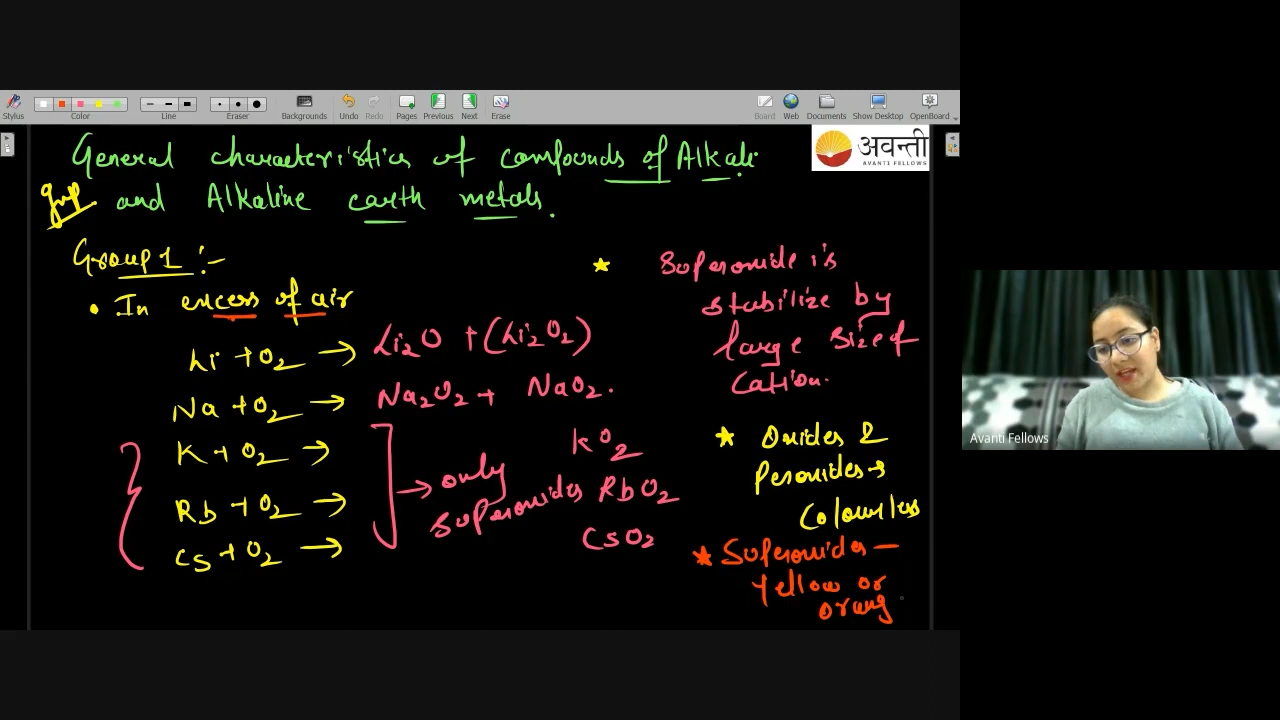 Stylus
Color
Line
Eraser
Backgrounds
Undo
Redo
Pages
Previous
Next
Erase
Board
Web
Documents
Show Desktop
OpenBoard
General characteristics of compounds of Alkali
and Alkaline earth metals.
अवन्ती
AVANTI FELLOWS
Group 1 :-
• In excess of air
Li + O2 → Li2O + (Li2O2)
Na + O2 → Na2O2 + NaO2.
K + O2 →
Rb + O2 →
Cs + O2 →
→ only
superoxides
KO2
RbO2
CsO2
★ Superoxide is
stabilize by
large size of
cation.
★ Oxides &
Peroxides →
Colourless
★ Superoxides —
Yellow or
orang
Avanti Fellows